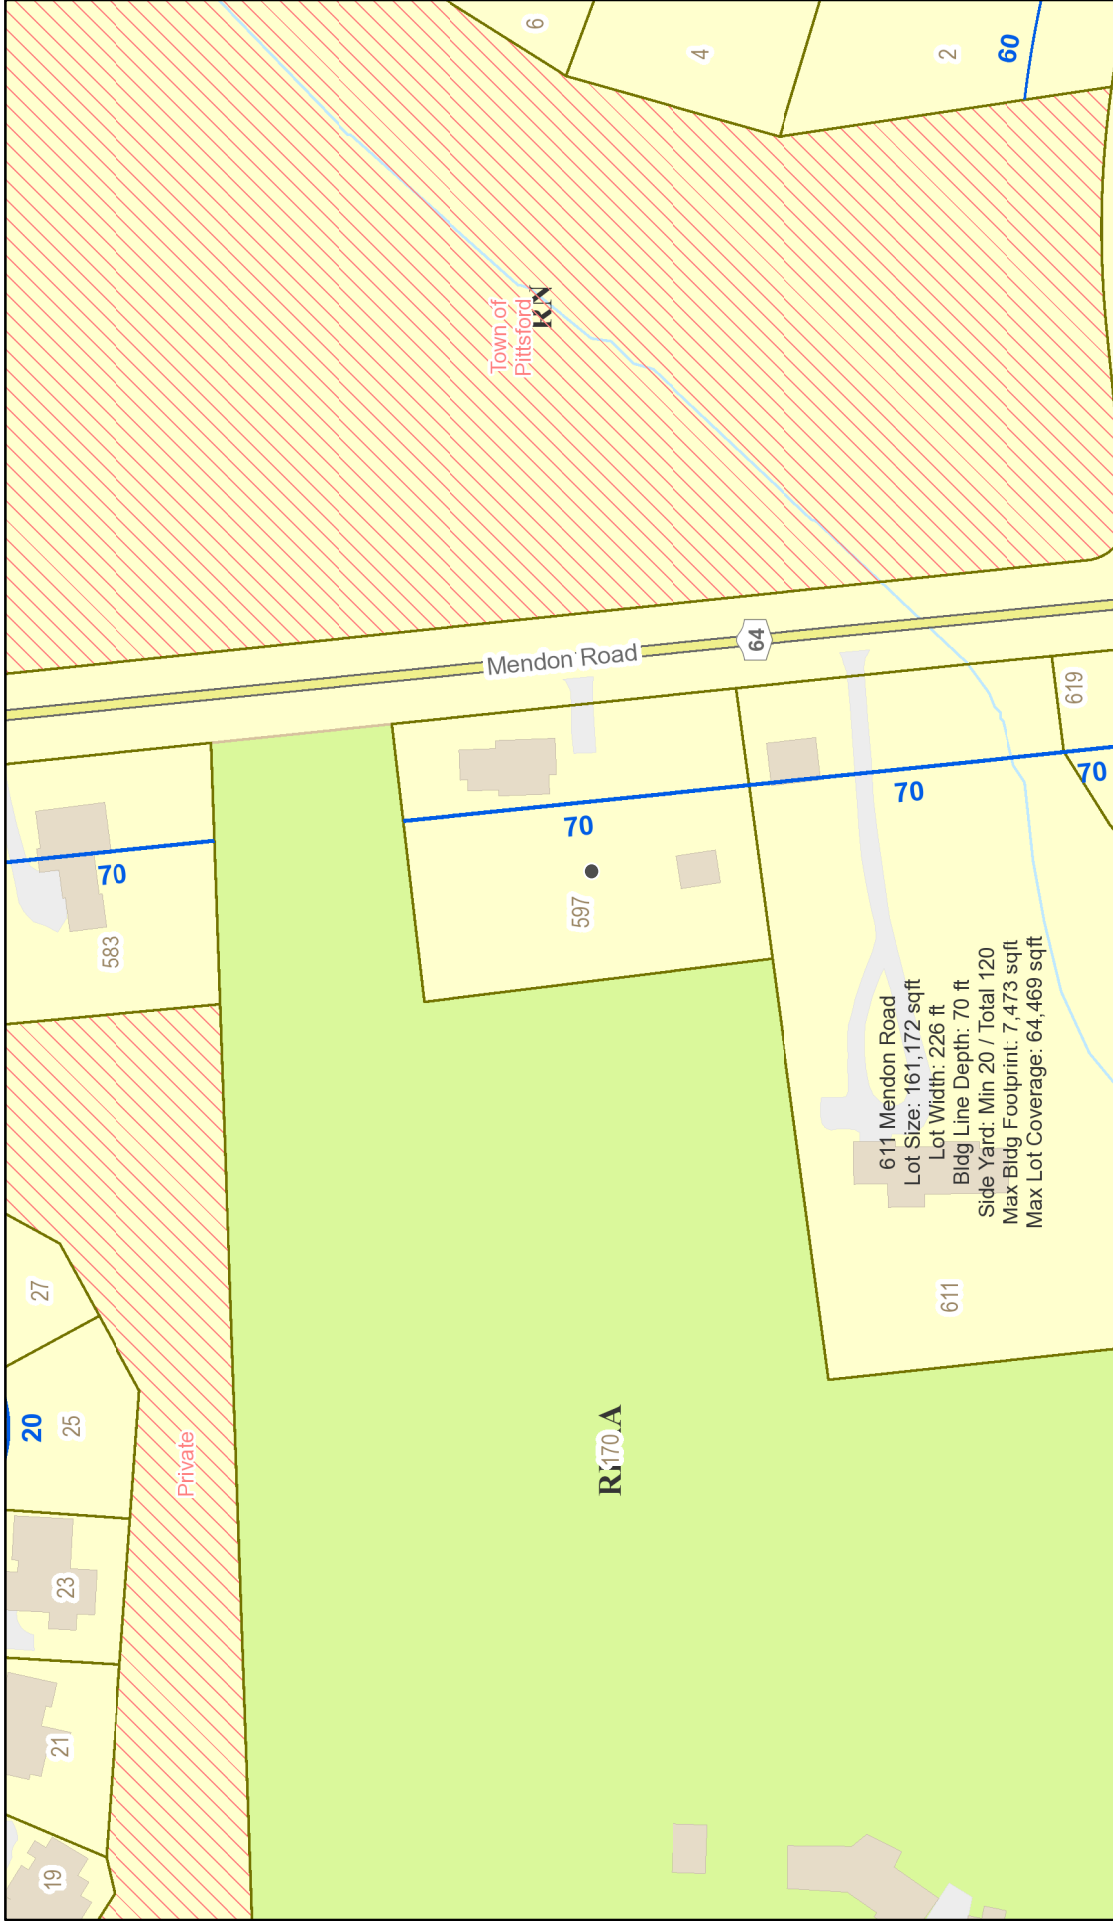 6
4
2
60
Town of
Pittsford
RN
Mendon Road
64
619
70
70
70
70
583
597
611 Mendon Road
Lot Size: 161,172 sqft
Lot Width: 226 ft
Bldg Line Depth: 70 ft
Side Yard: Min 20 / Total 120
Max Bldg Footprint: 7,473 sqft
Max Lot Coverage: 64,469 sqft
611
27
20
25
Private
170
23
21
19